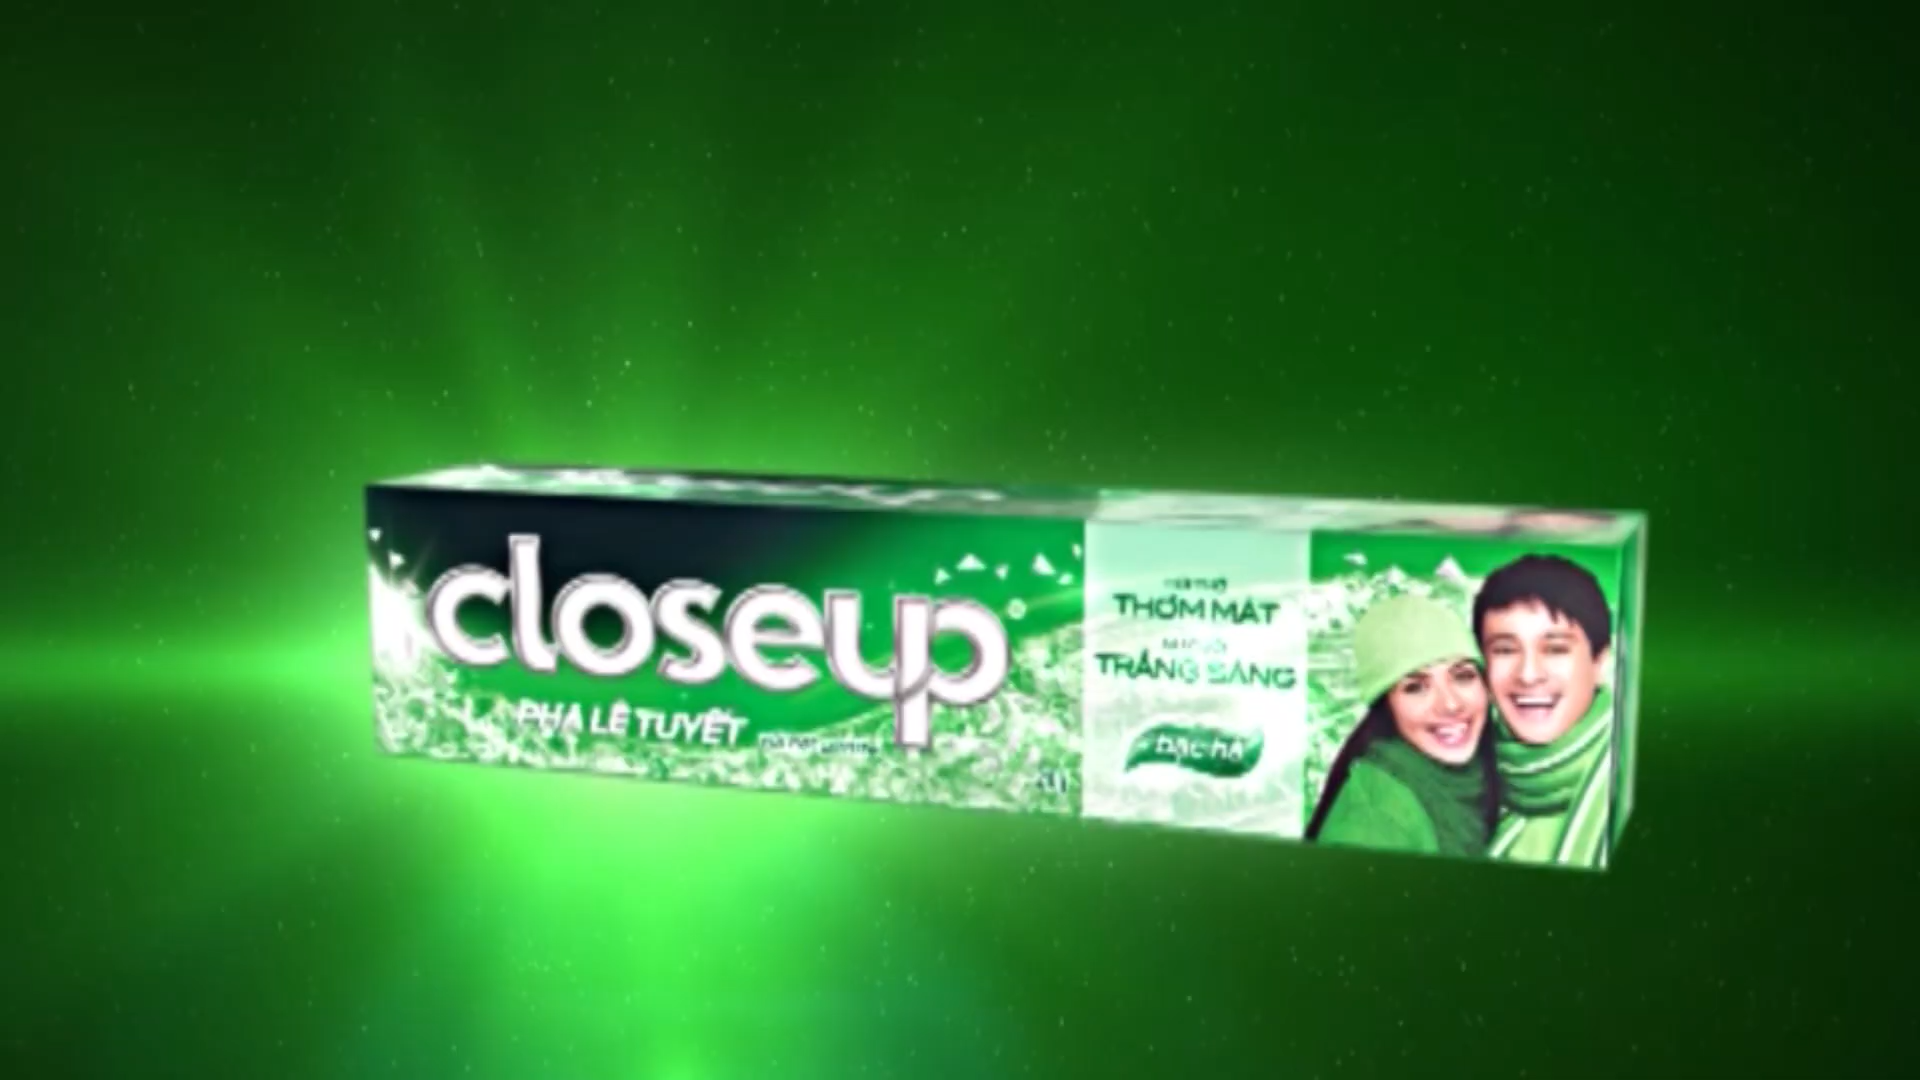 closeup
PHA LÊ TUYẾT
THƠM MÁT
TRẮNG SÁNG
bạc hà